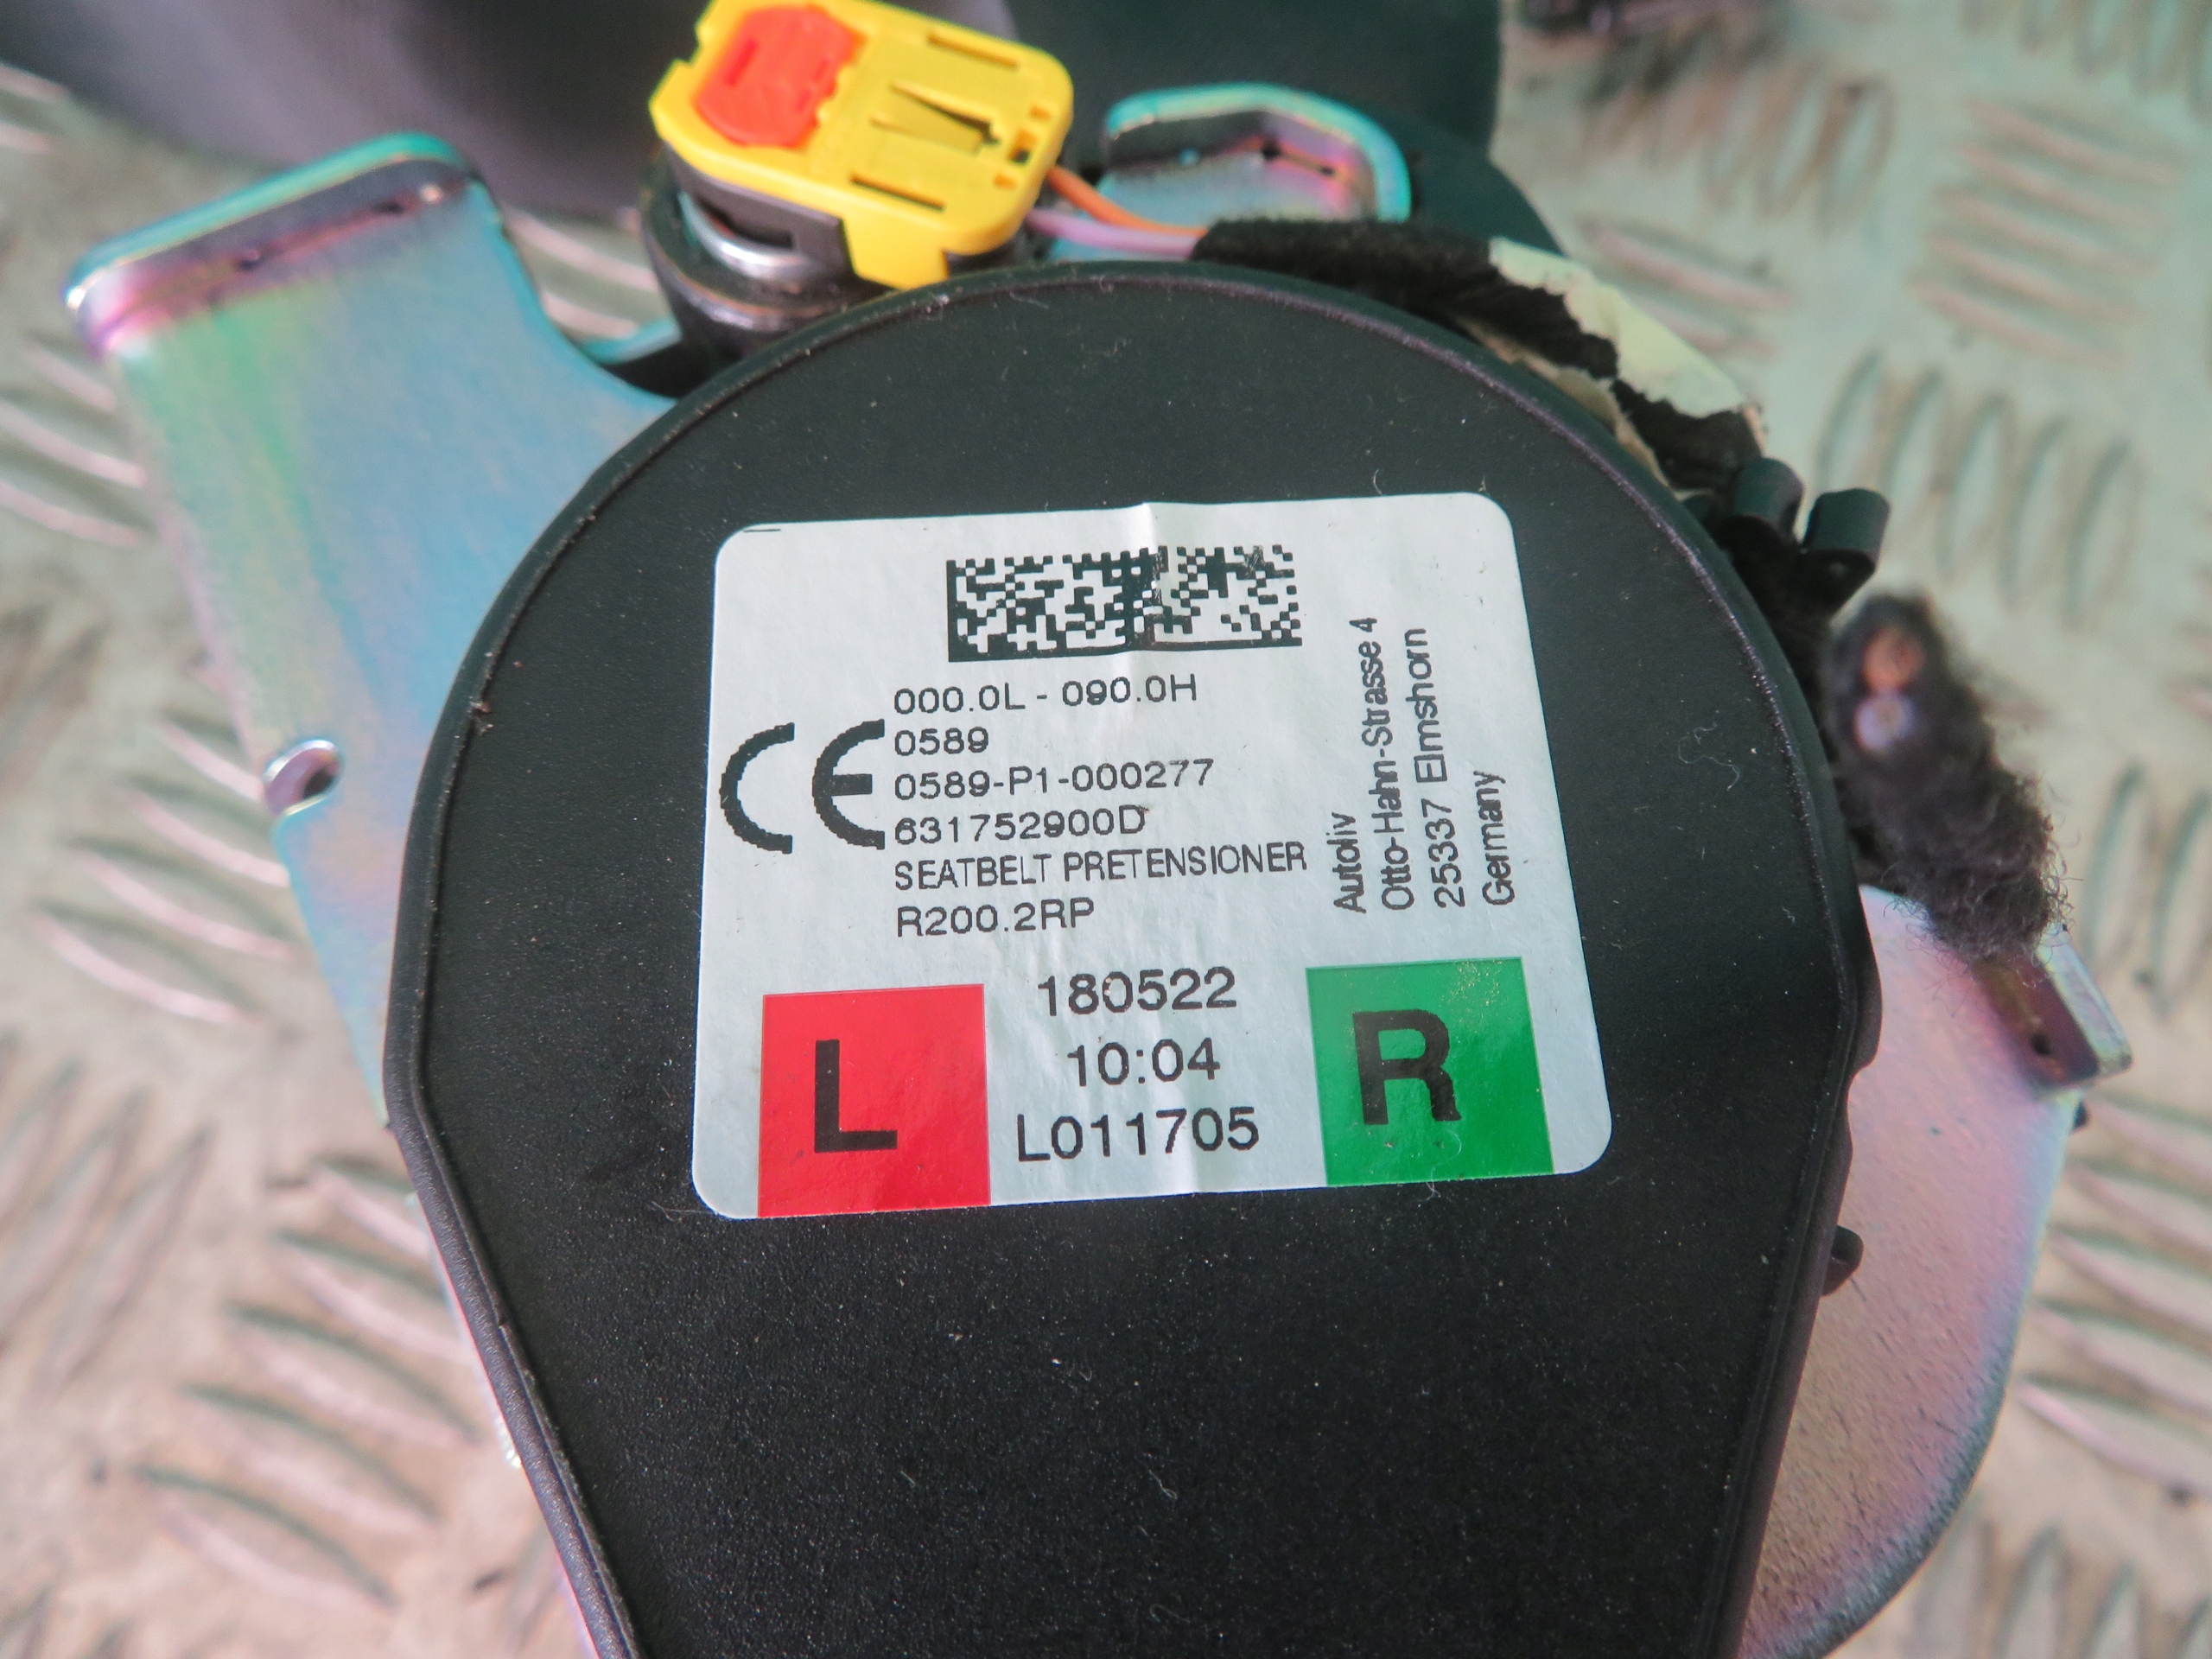 000.0L - 090.0H
CE
0589
0589-P1-000277
631752900D
SEATBELT PRETENSIONER
R200.2RP
Autoliv
Otto-Hahn-Strasse 4
25337 Elmshorn
Germany
L
180522
10:04
L011705
R